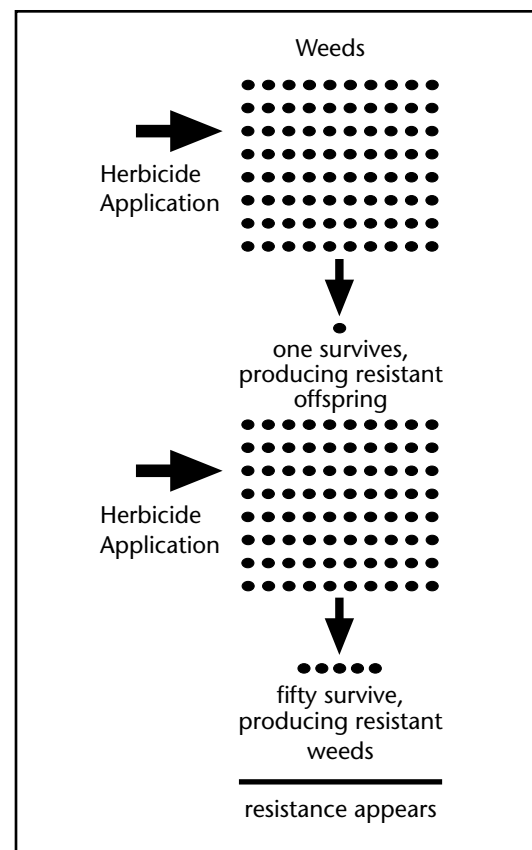 Weeds
Herbicide
Application
one survives,
producing resistant
offspring
Herbicide
Application
fifty survive,
producing resistant
weeds
resistance appears